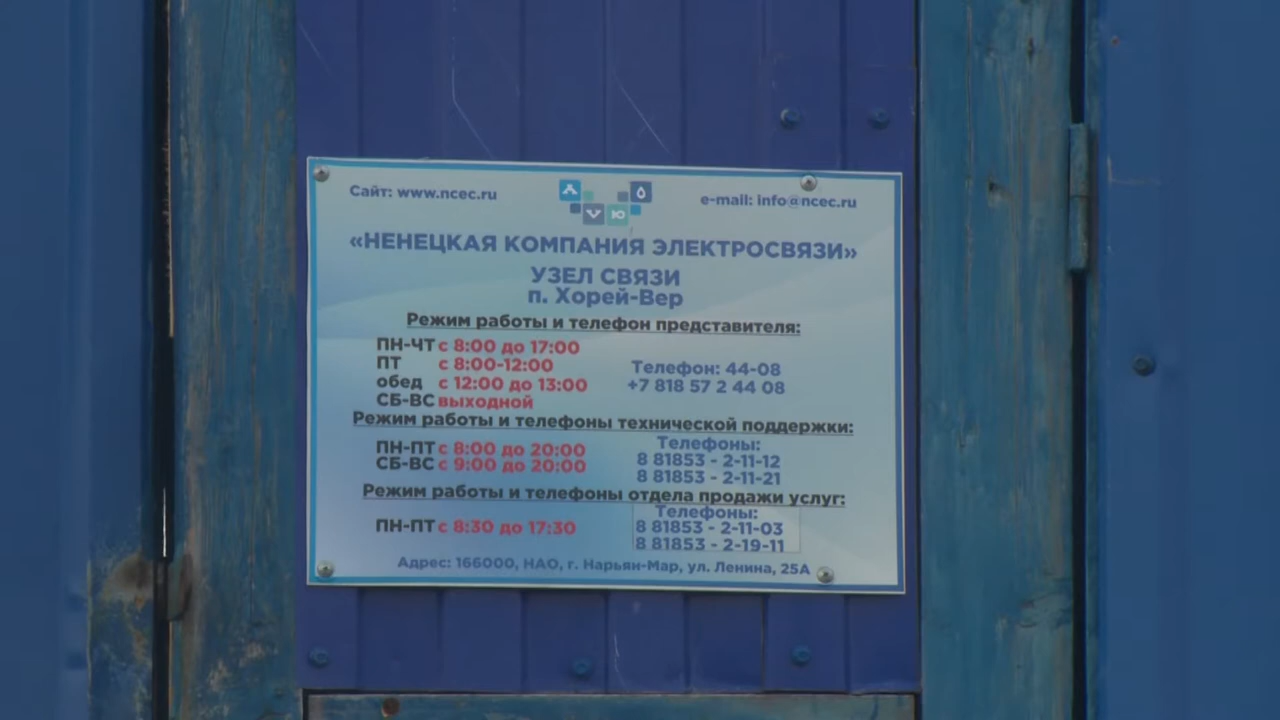 Сайт: www.ncec.ru
e-mail: info@ncec.ru
«НЕНЕЦКАЯ КОМПАНИЯ ЭЛЕКТРОСВЯЗИ»
УЗЕЛ СВЯЗИ
п. Хорей-Вер
Режим работы и телефон представителя:
ПН-ЧТ с 8:00 до 17:00
ПТ с 8:00-12:00 Телефон: 44-08
обед с 12:00 до 13:00 +7 818 57 2 44 08
СБ-ВС выходной
Режим работы и телефоны технической поддержки:
Телефоны:
ПН-ПТ с 8:00 до 20:00 8 81853 - 2-11-12
СБ-ВС с 9:00 до 20:00 8 81853 - 2-11-21
Режим работы и телефоны отдела продажи услуг:
Телефоны:
ПН-ПТ с 8:30 до 17:30 8 81853 - 2-11-03
8 81853 - 2-19-11
Адрес: 166000, НАО, г. Нарьян-Мар, ул. Ленина, 25А